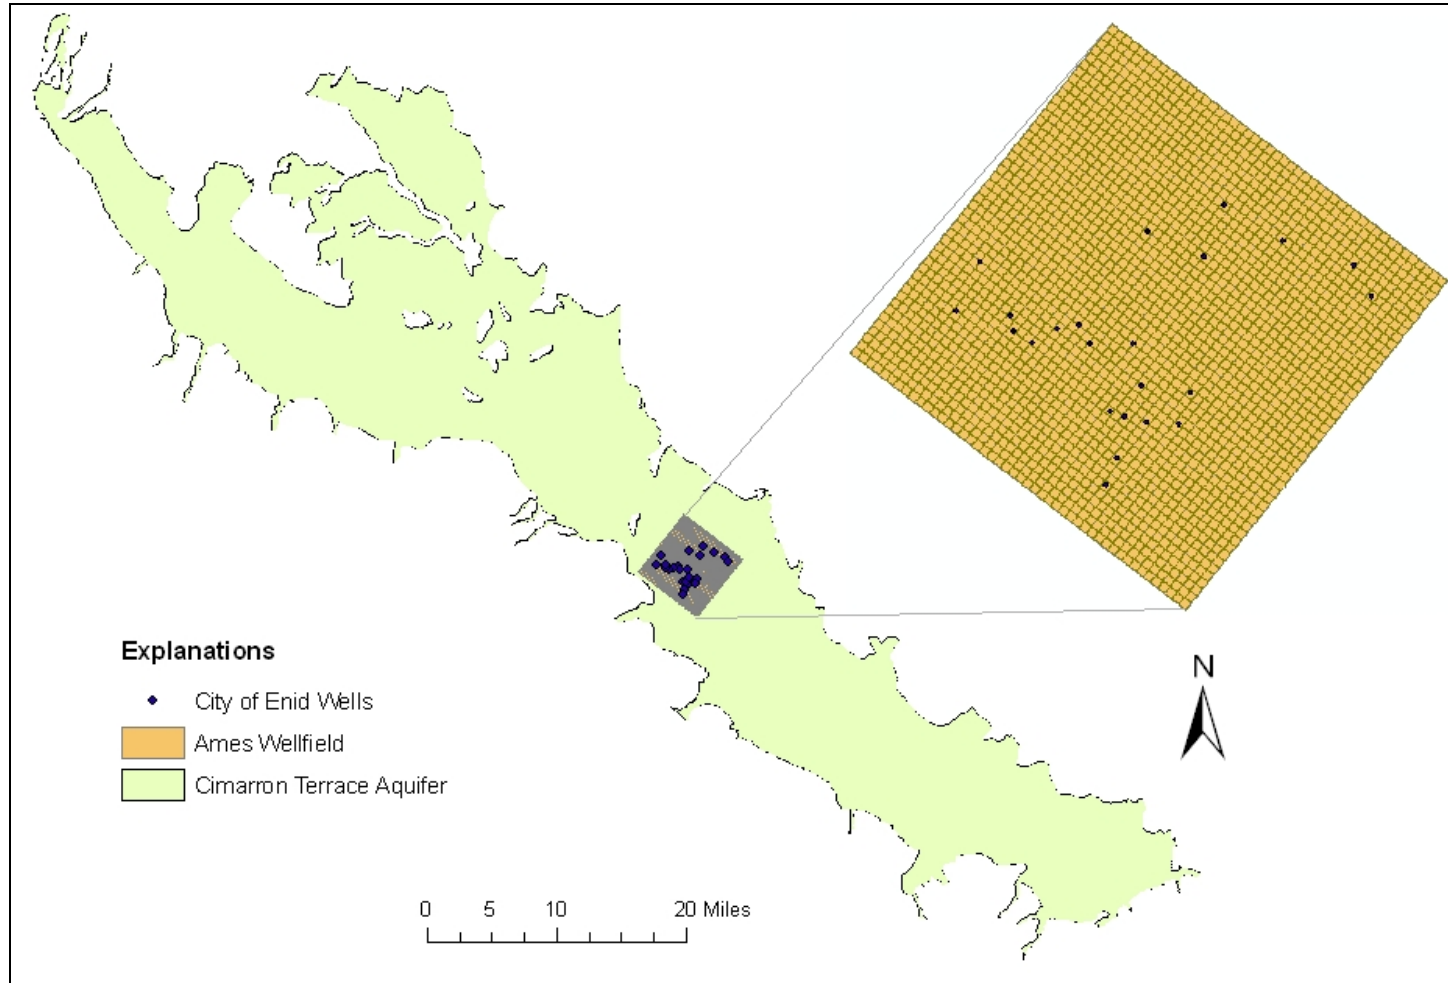 N
Explanations
City of Enid Wells
Ames Wellfield
Cimarron Terrace Aquifer
0 5 10 20 Miles